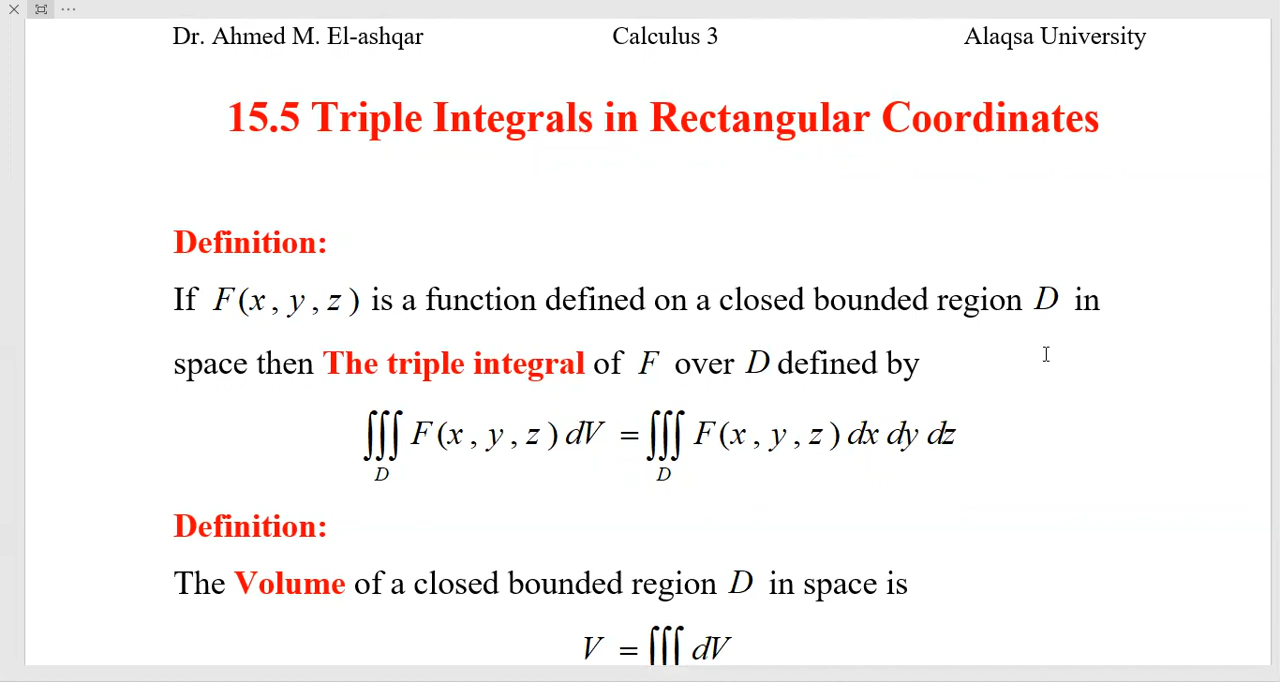 Dr. Ahmed M. El-ashqar Calculus 3 Alaqsa University
15.5 Triple Integrals in Rectangular Coordinates
Definition:
If F(x, y, z) is a function defined on a closed bounded region D in
space then The triple integral of F over D defined by
∭_D F(x, y, z) dV = ∭_D F(x, y, z) dx dy dz
Definition:
The Volume of a closed bounded region D in space is
V = ∭ dV